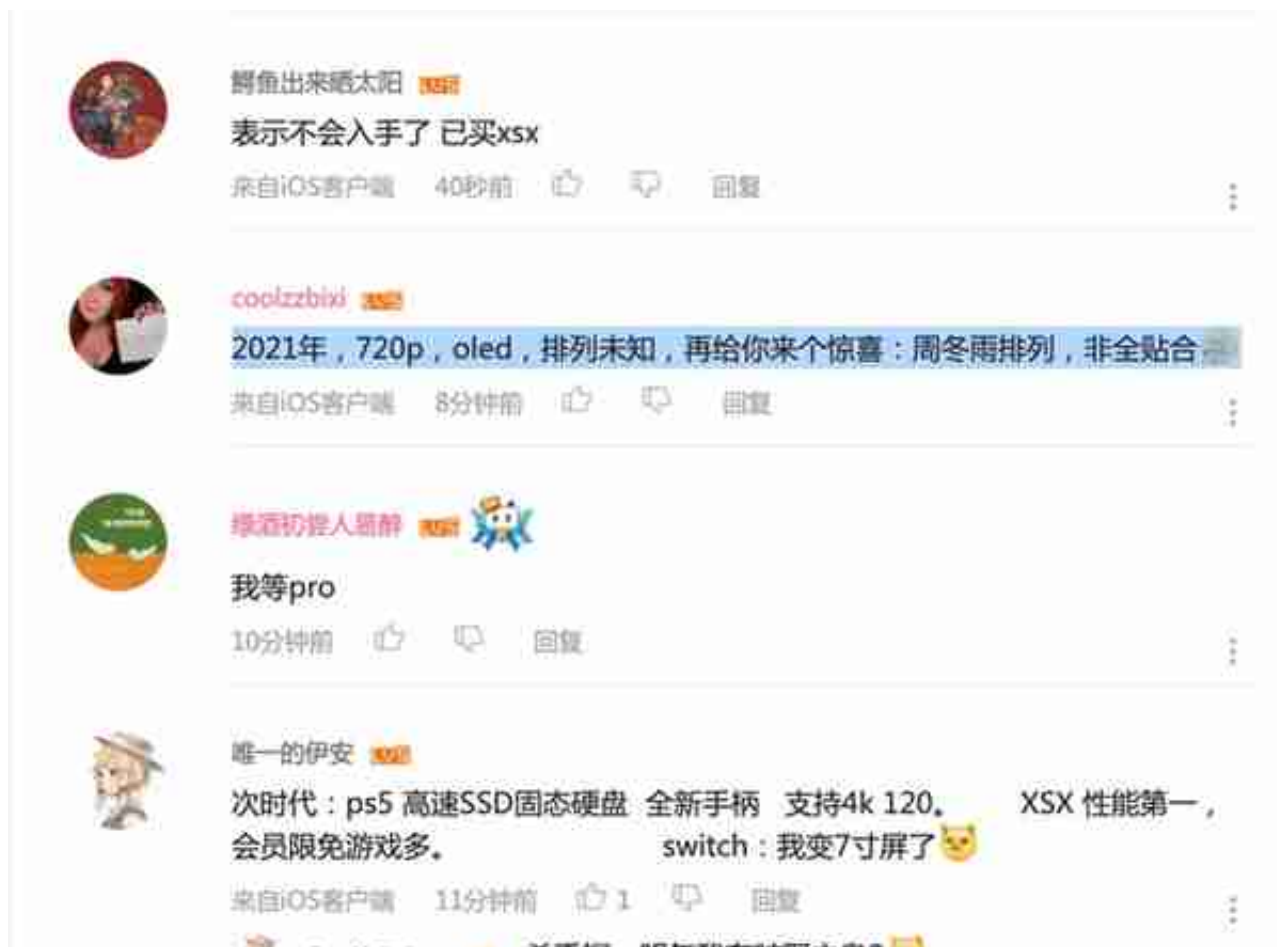 鳄鱼出来晒太阳
表示不会入手了 已买xsx
来自iOS客户端 40秒前 回复
coolzzbixi
2021年，720p，oled，排列未知，再给你来个惊喜：周冬雨排列，非全贴合
来自iOS客户端 8分钟前 回复
绿酒初尝人易醉
我等pro
10分钟前 回复
唯一的伊安
次时代：ps5 高速SSD固态硬盘 全新手柄 支持4k 120。 XSX 性能第一，
会员限免游戏多。 switch：我变7寸屏了
来自iOS客户端 11分钟前 1 回复